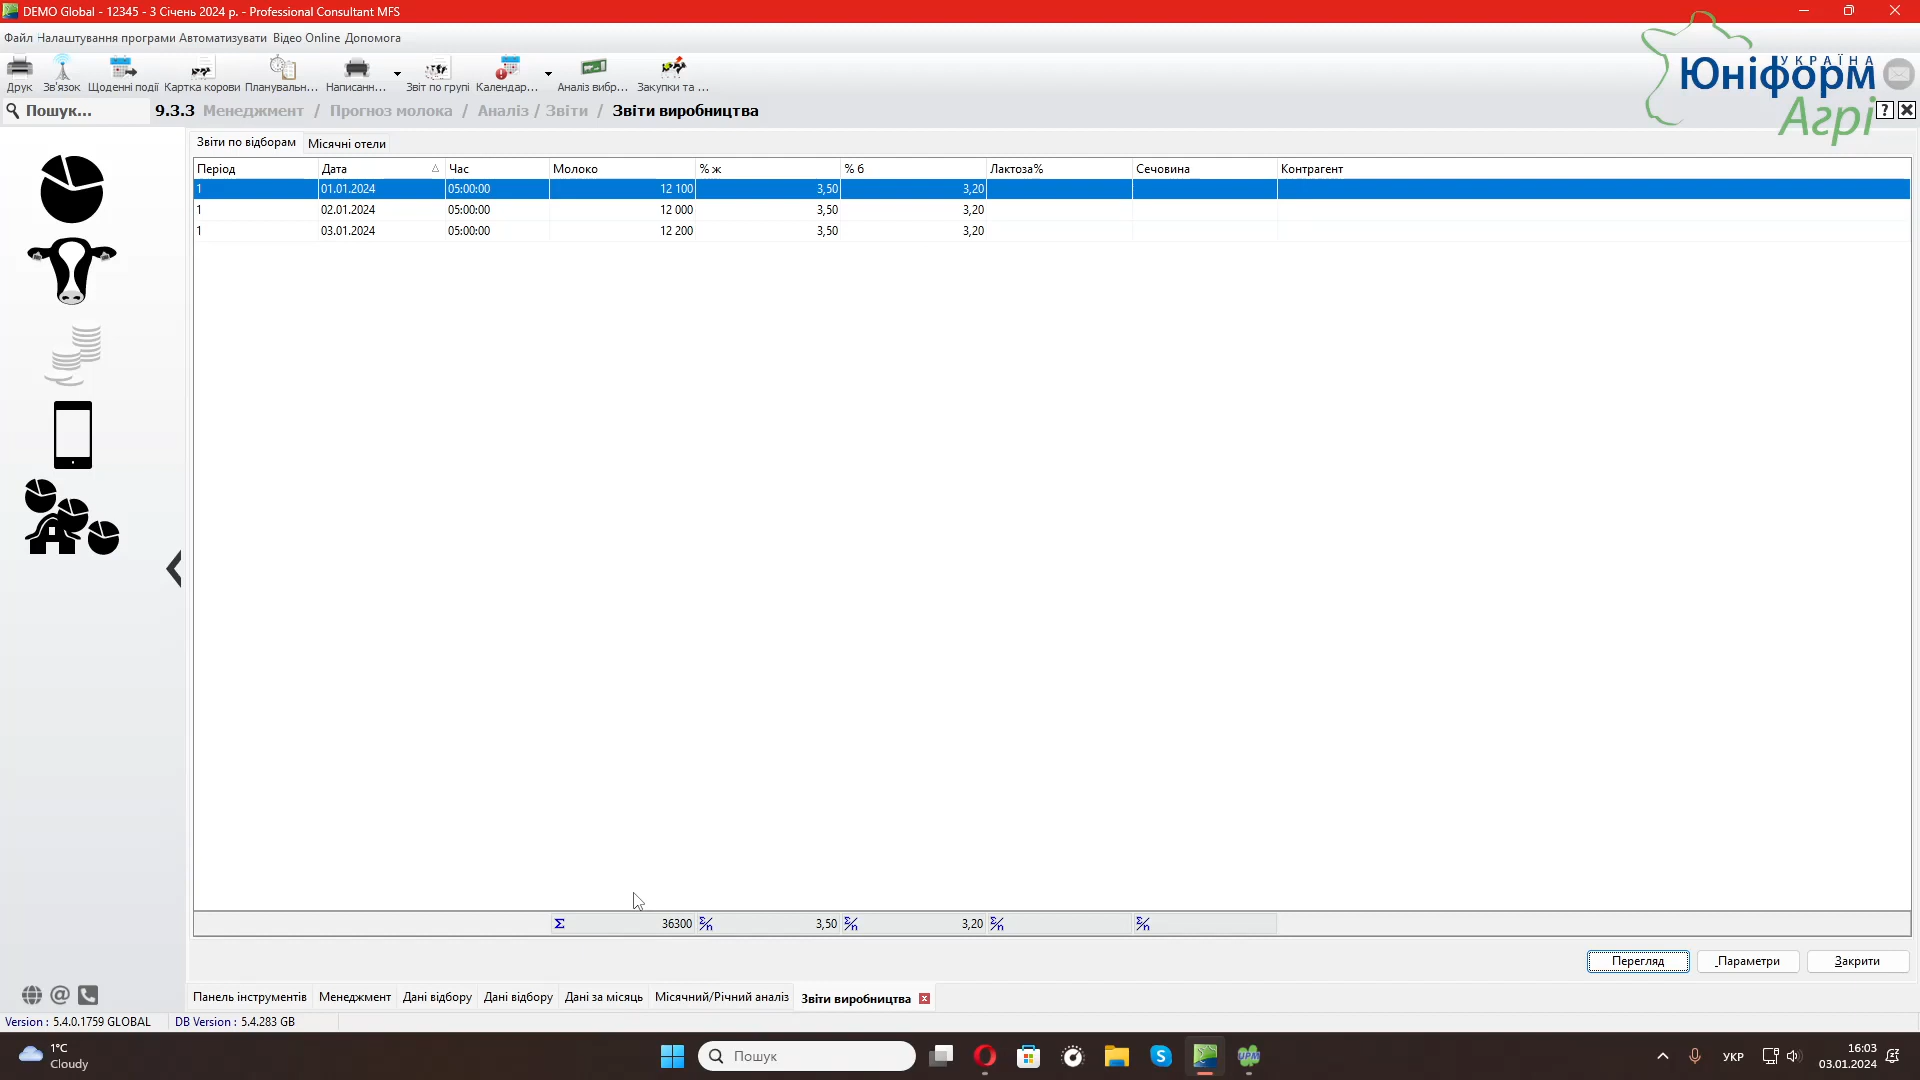 DEMO Global - 12345 - 3 Січень 2024 р. - Professional Consultant MFS
Файл Налаштування програми Автоматизувати Відео Online Допомога
Друк Зв'язок Щоденні події Картка корови Планувальн... Написанн... Звіт по групі Календар... Аналіз вибр... Закупки та ...
УКРАЇНА
Юніформ
Агрі
Пошук... 9.3.3 Менеджмент / Прогноз молока / Аналіз / Звіти / Звіти виробництва
Звіти по відборам Місячні отели
Період Дата Час Молоко % ж % б Лактоза% Сечовина Контрагент
1 01.01.2024 05:00:00 12 100 3,50 3,20
1 02.01.2024 05:00:00 12 000 3,50 3,20
1 03.01.2024 05:00:00 12 200 3,50 3,20
Σ 36300 Σ/n 3,50 Σ/n 3,20 Σ/n Σ/n
Перегляд Параметри Закрити
Панель інструментів Менеджмент Дані відбору Дані відбору Дані за місяць Місячний/Річний аналіз Звіти виробництва
Version : 5.4.0.1759 GLOBAL DB Version : 5.4.283 GB
1°C
Cloudy
Пошук
UPM
УКР
16:03
03.01.2024